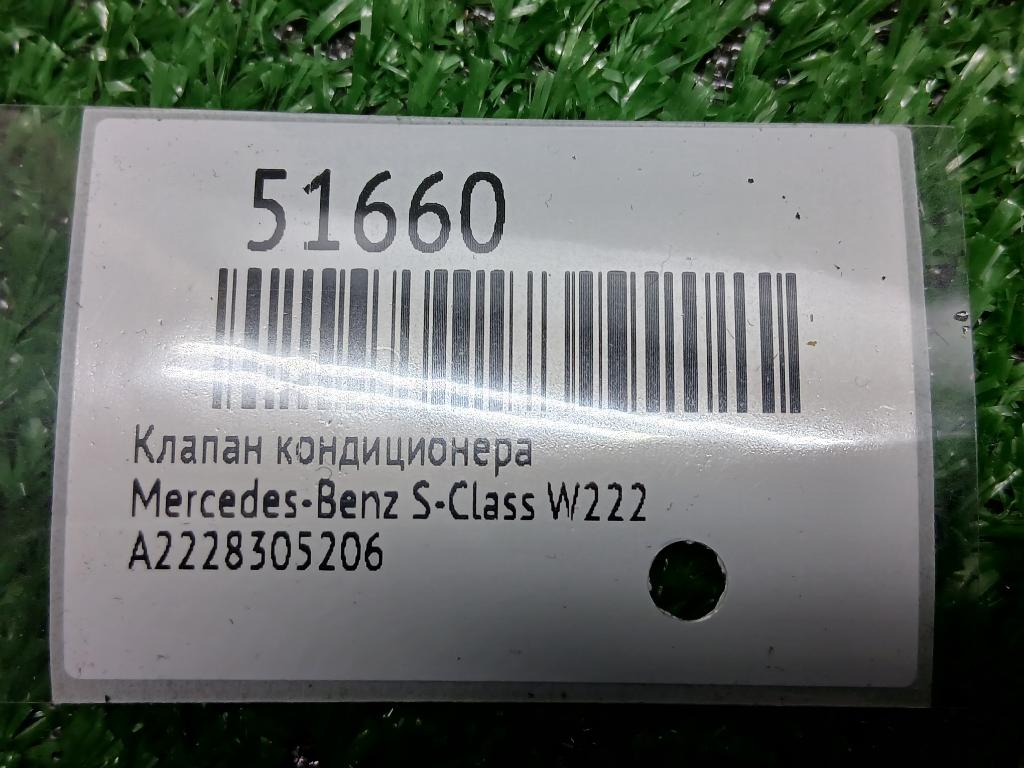 51660
Клапан кондиционера
Mercedes-Benz S-Class W222
A2228305206